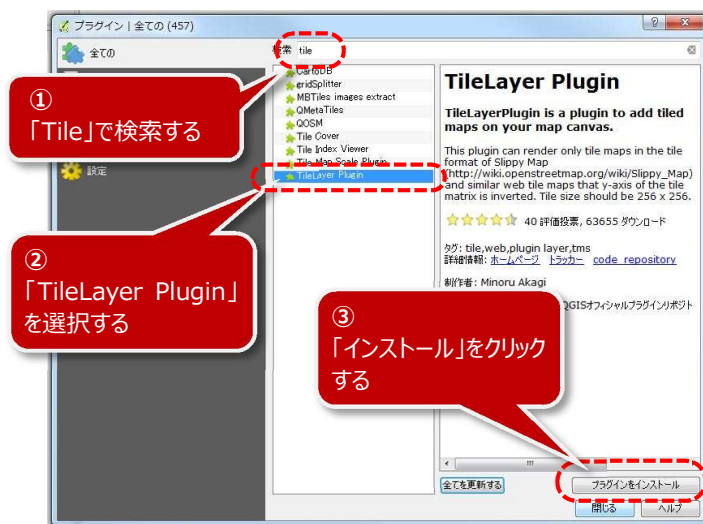 プラグイン | 全ての (457)
全ての
検索 tile
CartoDB
gridSplitter
MBTiles images extract
QMetaTiles
QOSM
Tile Cover
Tile Index Viewer
Tile Map Scale Plugin
TileLayer Plugin
設定
①
「Tile」で検索する
②
「TileLayer Plugin」
を選択する
TileLayer Plugin
TileLayerPlugin is a plugin to add tiled
maps on your map canvas.
This plugin can render only tile maps in the tile
format of Slippy Map
(http://wiki.openstreetmap.org/wiki/Slippy_Map)
and similar web tile maps that y-axis of the tile
matrix is inverted. Tile size should be 256 x 256.
40 評価投票, 63655 ダウンロード
タグ: tile,web,plugin layer,tms
詳細情報: ホームページ トラッカー code repository
制作者: Minoru Akagi
QGISオフィシャルプラグインリポジト
③
「インストール」をクリック
する
全てを更新する
プラグインをインストール
閉じる
ヘルプ